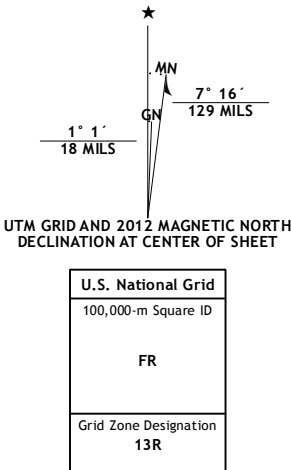 ★
MN
GN
7° 16´
129 MILS
1° 1´
18 MILS
UTM GRID AND 2012 MAGNETIC NORTH
DECLINATION AT CENTER OF SHEET
U.S. National Grid
100,000-m Square ID
FR
Grid Zone Designation
13R